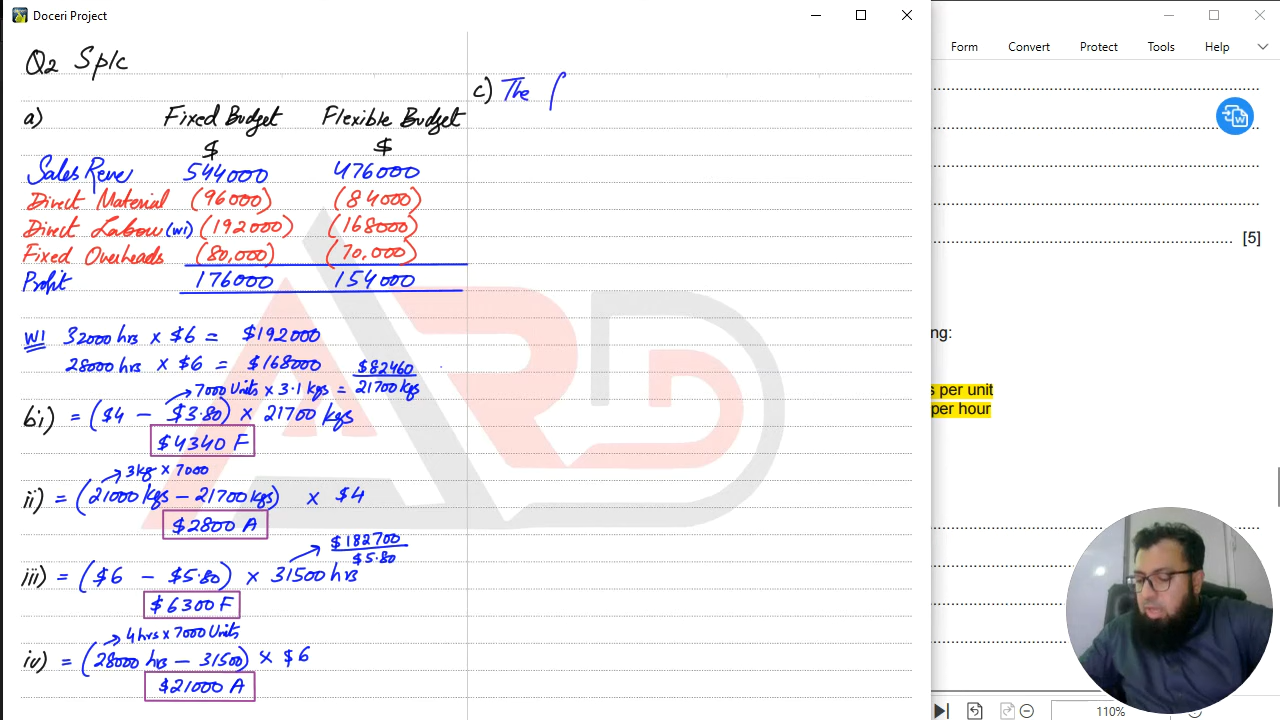 Doceri Project
Form Convert Protect Tools Help
Q2 Splc
a) Fixed Budget Flexible Budget
$ $
Sales Reve 544000 476000
Direct Material (96000) (84000)
Direct Labour (W1) (192000) (168000)
Fixed Overheads (80,000) (70,000)
Profit 176000 154000
W1 32000 hrs x $6 = $192000
28000 hrs x $6 = $168000
$82460
7000 Units x 3.1 kgs = 21700 kgs
bi) = ($4 - $3.80) x 21700 kgs
$4340 F
3kg x 7000
ii) = (21000 kgs - 21700 kgs) x $4
$2800 A
$182700
$5.80
iii) = ($6 - $5.80) x 31500 hrs
$6300 F
4 hrs x 7000 Units
iv) = (28000 hrs - 31500) x $6
$21000 A
c) The (
ARD
[5]
ng:
s per unit
per hour
110%